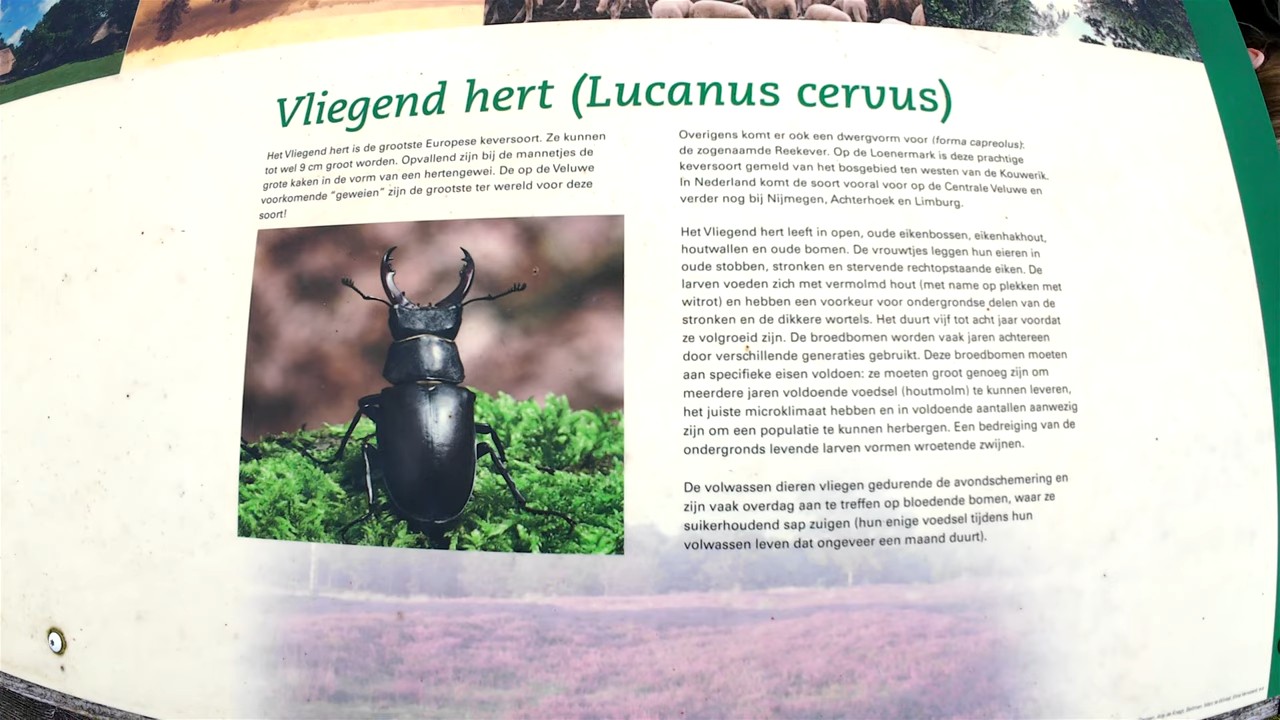 Vliegend hert (Lucanus cervus)
Het Vliegend hert is de grootste Europese keversoort. Ze kunnen
tot wel 9 cm groot worden. Opvallend zijn bij de mannetjes de
grote kaken in de vorm van een hertengewei. De op de Veluwe
voorkomende “geweien” zijn de grootste ter wereld voor deze
soort!
Overigens komt er ook een dwergvorm voor (forma capreolus),
de zogenaamde Reekever. Op de Loenermark is deze prachtige
keversoort gemeld van het bosgebied ten westen van de Kouwerik.
In Nederland komt de soort vooral voor op de Centrale Veluwe en
verder nog bij Nijmegen, Achterhoek en Limburg.
Het Vliegend hert leeft in open, oude eikenbossen, eikenhakhout,
houtwallen en oude bomen. De vrouwtjes leggen hun eieren in
oude stobben, stronken en stervende rechtopstaande eiken. De
larven voeden zich met vermolmd hout (met name op plekken met
witrot) en hebben een voorkeur voor ondergrondse delen van de
stronken en de dikkere wortels. Het duurt vijf tot acht jaar voordat
ze volgroeid zijn. De broedbomen worden vaak jaren achtereen
door verschillende generaties gebruikt. Deze broedbomen moeten
aan specifieke eisen voldoen: ze moeten groot genoeg zijn om
meerdere jaren voldoende voedsel (houtmolm) te kunnen leveren,
het juiste microklimaat hebben en in voldoende aantallen aanwezig
zijn om een populatie te kunnen herbergen. Een bedreiging van de
ondergronds levende larven vormen wroetende zwijnen.
De volwassen dieren vliegen gedurende de avondschemering en
zijn vaak overdag aan te treffen op bloedende bomen, waar ze
suikerhoudend sap zuigen (hun enige voedsel tijdens hun
volwassen leven dat ongeveer een maand duurt).